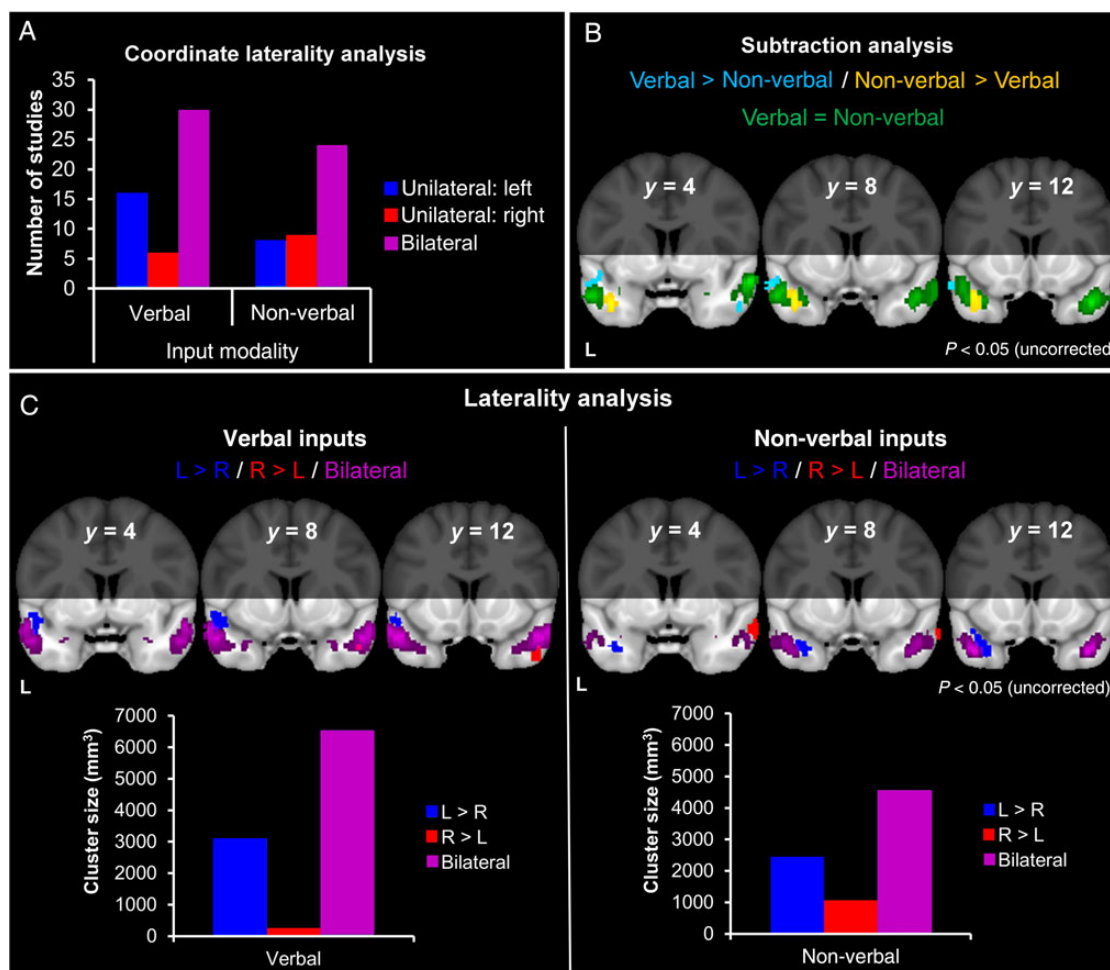 A
Coordinate laterality analysis
Number of studies
35
30
25
20
15
10
5
0
Verbal
Non-verbal
Input modality
Unilateral: left
Unilateral: right
Bilateral
B
Subtraction analysis
Verbal > Non-verbal / Non-verbal > Verbal
Verbal = Non-verbal
y = 4
y = 8
y = 12
L
P < 0.05 (uncorrected)
C
Laterality analysis
Verbal inputs
L > R / R > L / Bilateral
y = 4
y = 8
y = 12
L
Cluster size (mm³)
7000
6000
5000
4000
3000
2000
1000
0
Verbal
L > R
R > L
Bilateral
Non-verbal inputs
L > R / R > L / Bilateral
y = 4
y = 8
y = 12
L
P < 0.05 (uncorrected)
Cluster size (mm³)
7000
6000
5000
4000
3000
2000
1000
0
Non-verbal
L > R
R > L
Bilateral